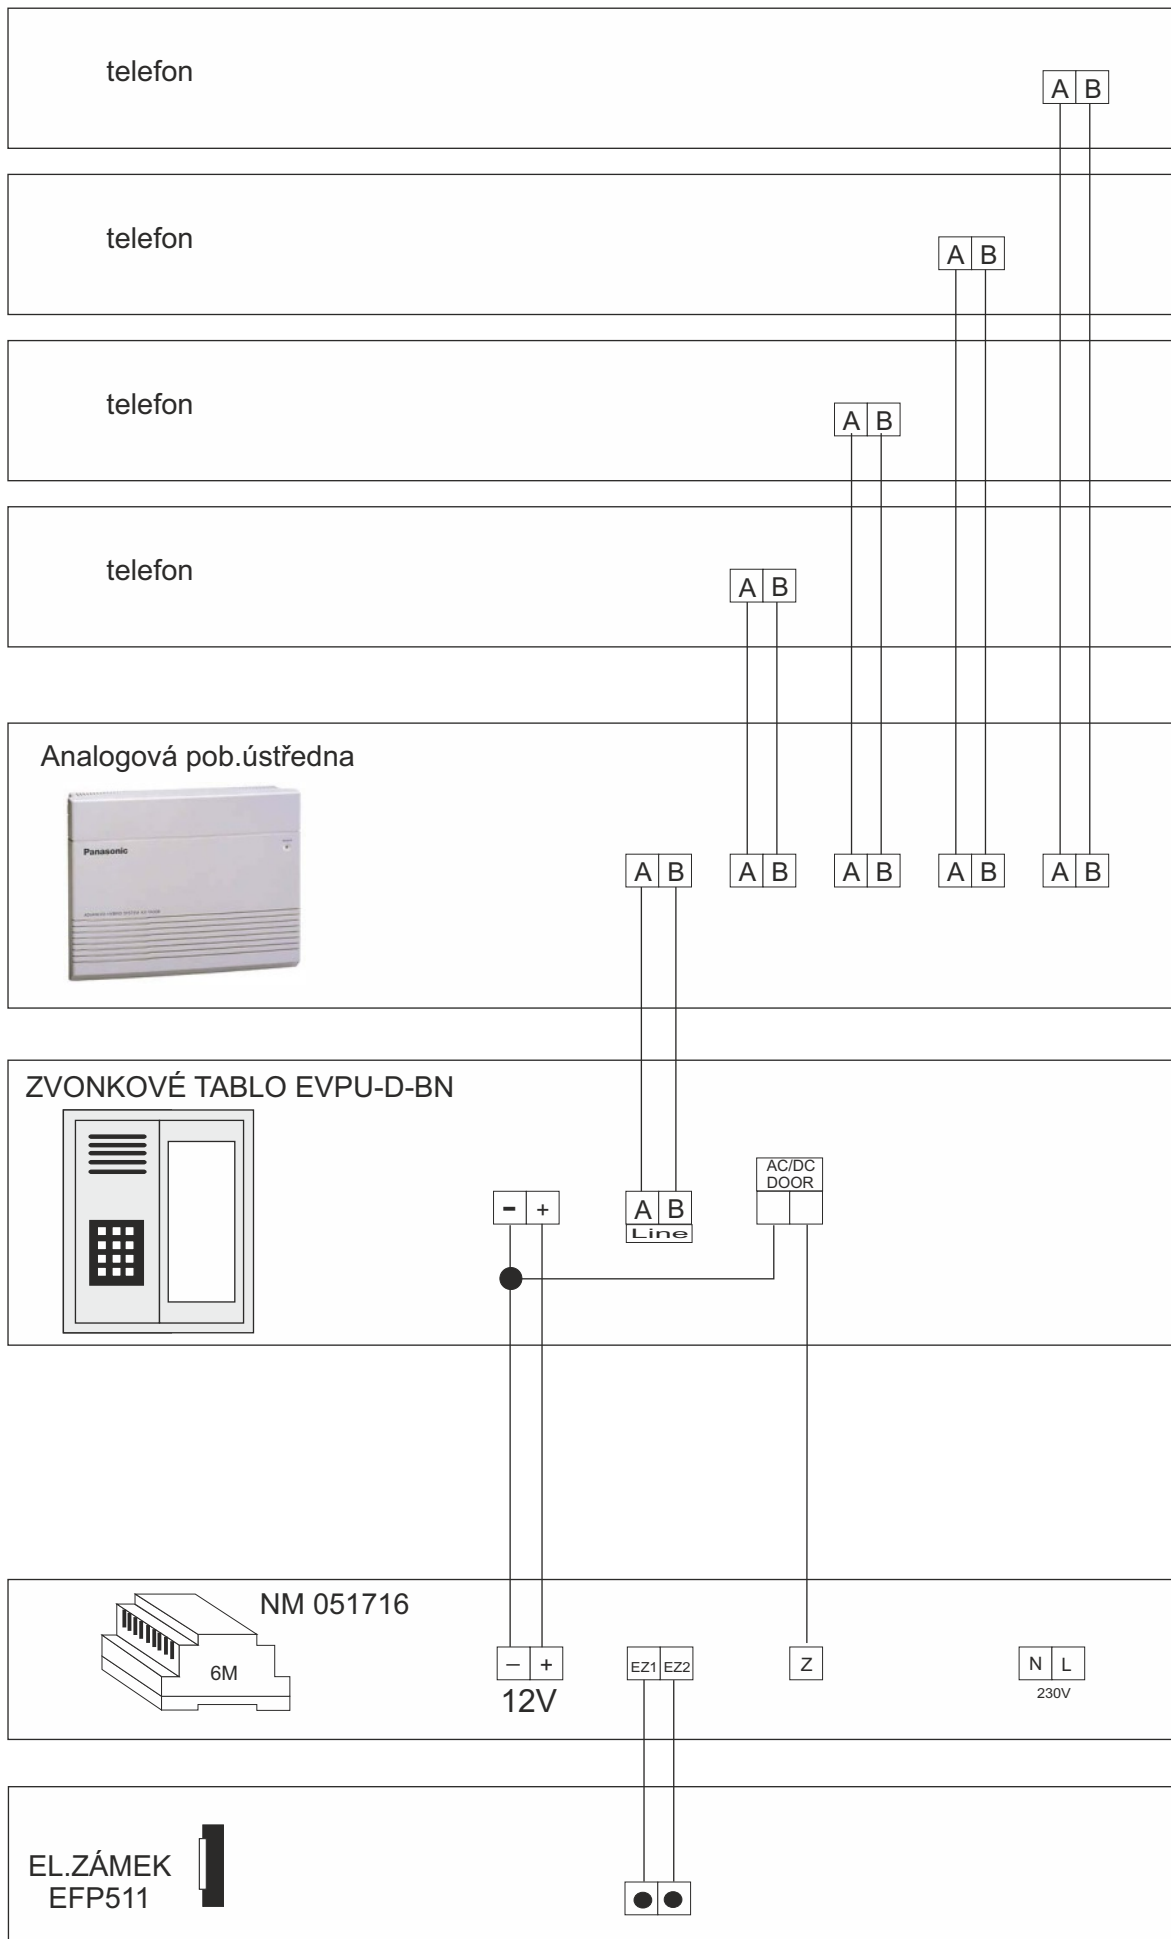 telefon
A B
telefon
A B
telefon
A B
telefon
A B
Analogová pob.ústředna
Panasonic
A B A B A B A B A B
ZVONKOVÉ TABLO EVPU-D-BN
AC/DC
DOOR
- +
A B
Line
NM 051716
6M
– +
12V
EZ1 EZ2
Z
N L
230V
EL.ZÁMEK
EFP511